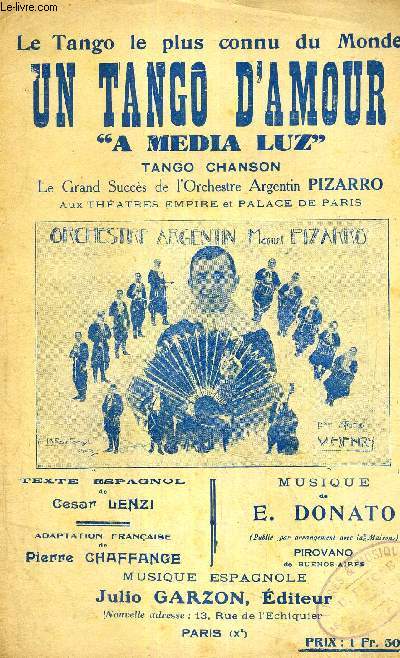 Le-livre.com
Le Tango le plus connu du Monde
UN TANGO D'AMOUR
"A MEDIA LUZ"
TANGO CHANSON
Le Grand Succès de l'Orchestre Argentin PIZARRO
Aux THÉATRES EMPIRE et PALACE DE PARIS
ORCHESTRE ARGENTIN Manuel PIZARRO
TEXTE ESPAGNOL
de
Cesar LENZI
ADAPTATION FRANÇAISE
de
Pierre CHAFFANGE
MUSIQUE
de
E. DONATO
(Publié par arrangement avec la Maison)
PIROVANO
de BUENOS-AIRES
MUSIQUE ESPAGNOLE
Julio GARZON, Éditeur
(Nouvelle adresse : 13, Rue de l'Echiquier
PARIS (Xe)
PRIX : 1 Fr. 50